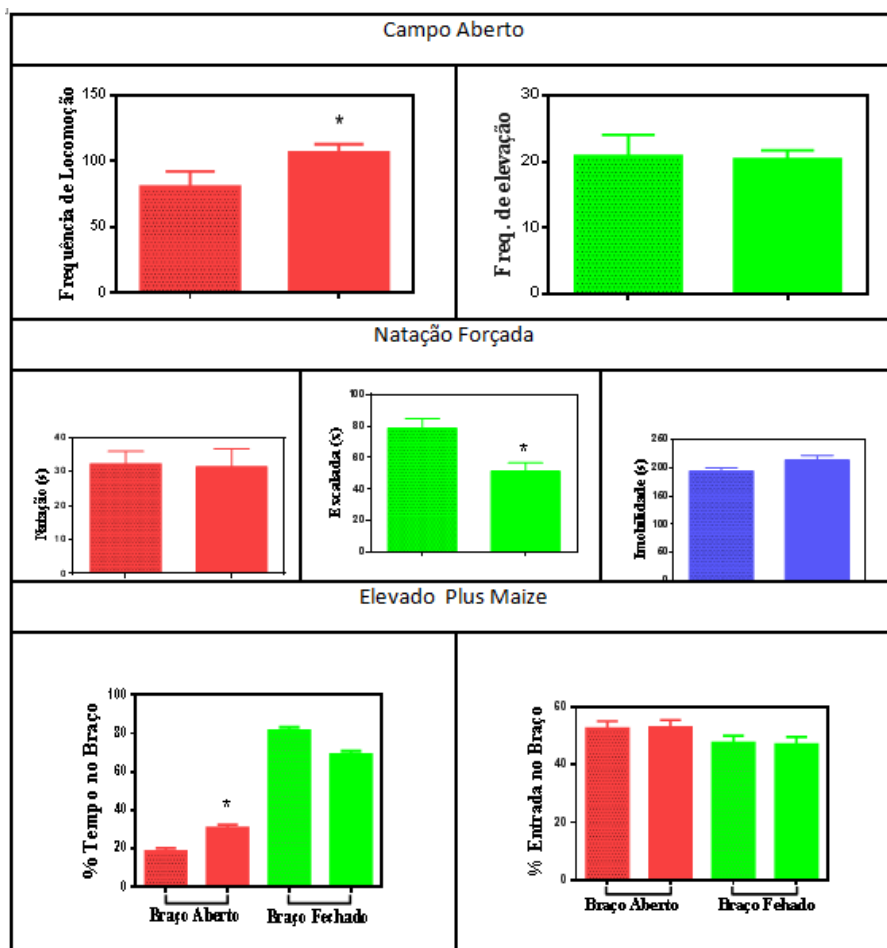 Campo Aberto
Frequência de Locomoção
150
100
50
0
*
Freq. de elevação
30
20
10
0
Natação Forçada
Natação (s)
40
30
20
10
0
Escalada (s)
100
80
60
40
20
0
*
Imobilidade (s)
260
200
160
100
60
0
Elevado Plus Maize
% Tempo no Braço
100
80
60
40
20
0
*
Braço Aberto
Braço Fechado
% Entrada no Braço
60
40
20
0
Braço Aberto
Braço Fehado